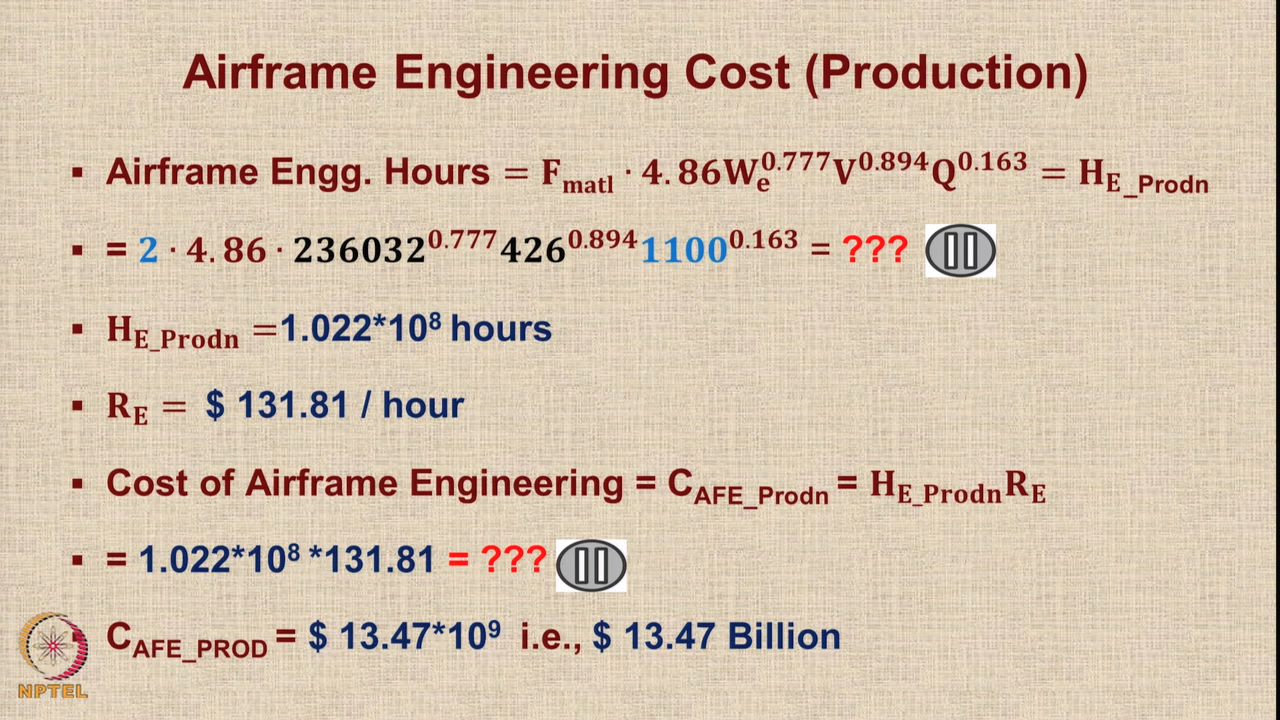 Airframe Engineering Cost (Production)
▪ Airframe Engg. Hours = F_matl · 4.86W_e^0.777 V^0.894 Q^0.163 = H_E_Prodn
▪ = 2 · 4.86 · 236032^0.777 426^0.894 1100^0.163 = ???
▪ H_E_Prodn =1.022*10^8 hours
▪ R_E = $ 131.81 / hour
▪ Cost of Airframe Engineering = C_AFE_Prodn = H_E_Prodn R_E
▪ = 1.022*10^8 *131.81 = ???
▪ C_AFE_PROD = $ 13.47*10^9 i.e., $ 13.47 Billion
NPTEL